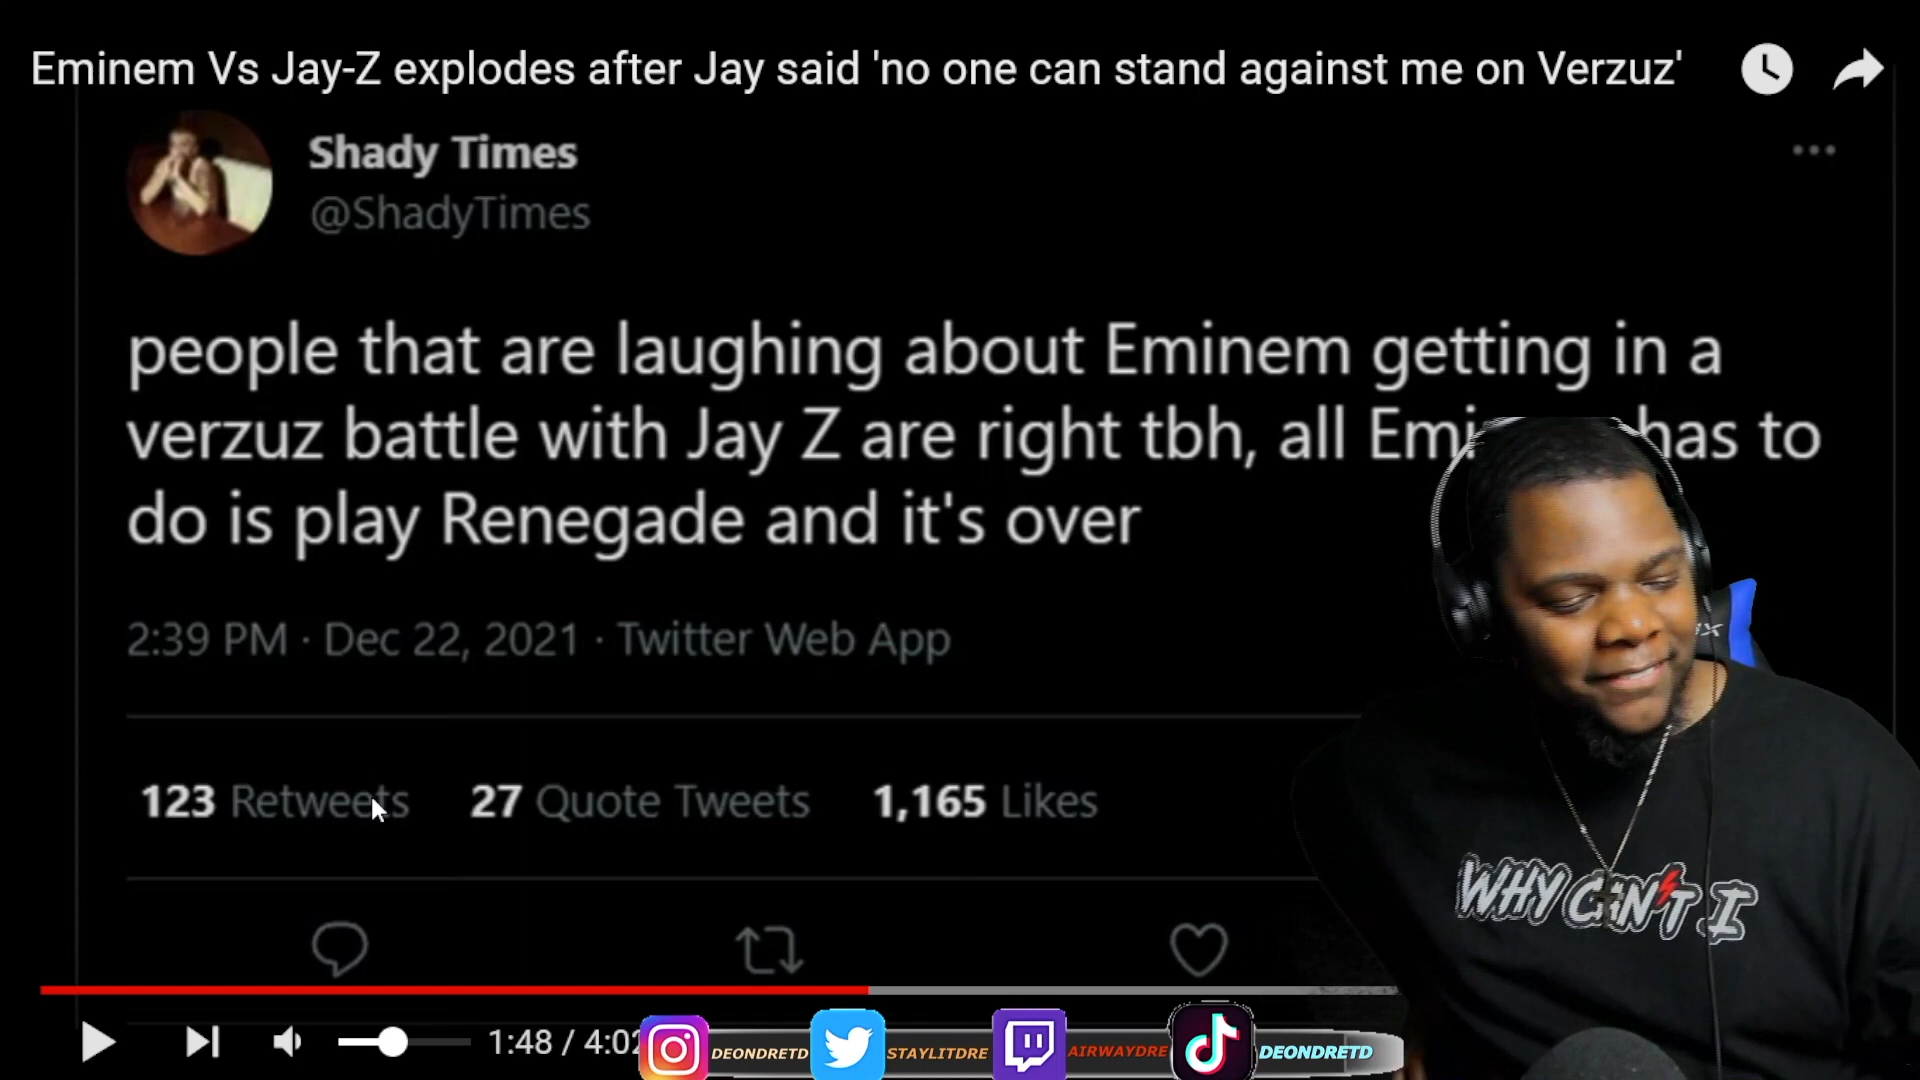 Eminem Vs Jay-Z explodes after Jay said 'no one can stand against me on Verzuz'
Shady Times
@ShadyTimes
people that are laughing about Eminem getting in a
verzuz battle with Jay Z are right tbh, all Emi has to
do is play Renegade and it's over
2:39 PM · Dec 22, 2021 · Twitter Web App
123 Retweets 27 Quote Tweets 1,165 Likes
WHY CAN'T I
1:48 / 4:02
DEONDRETD STAYLITDRE AIRWAYDRE DEONDRETD